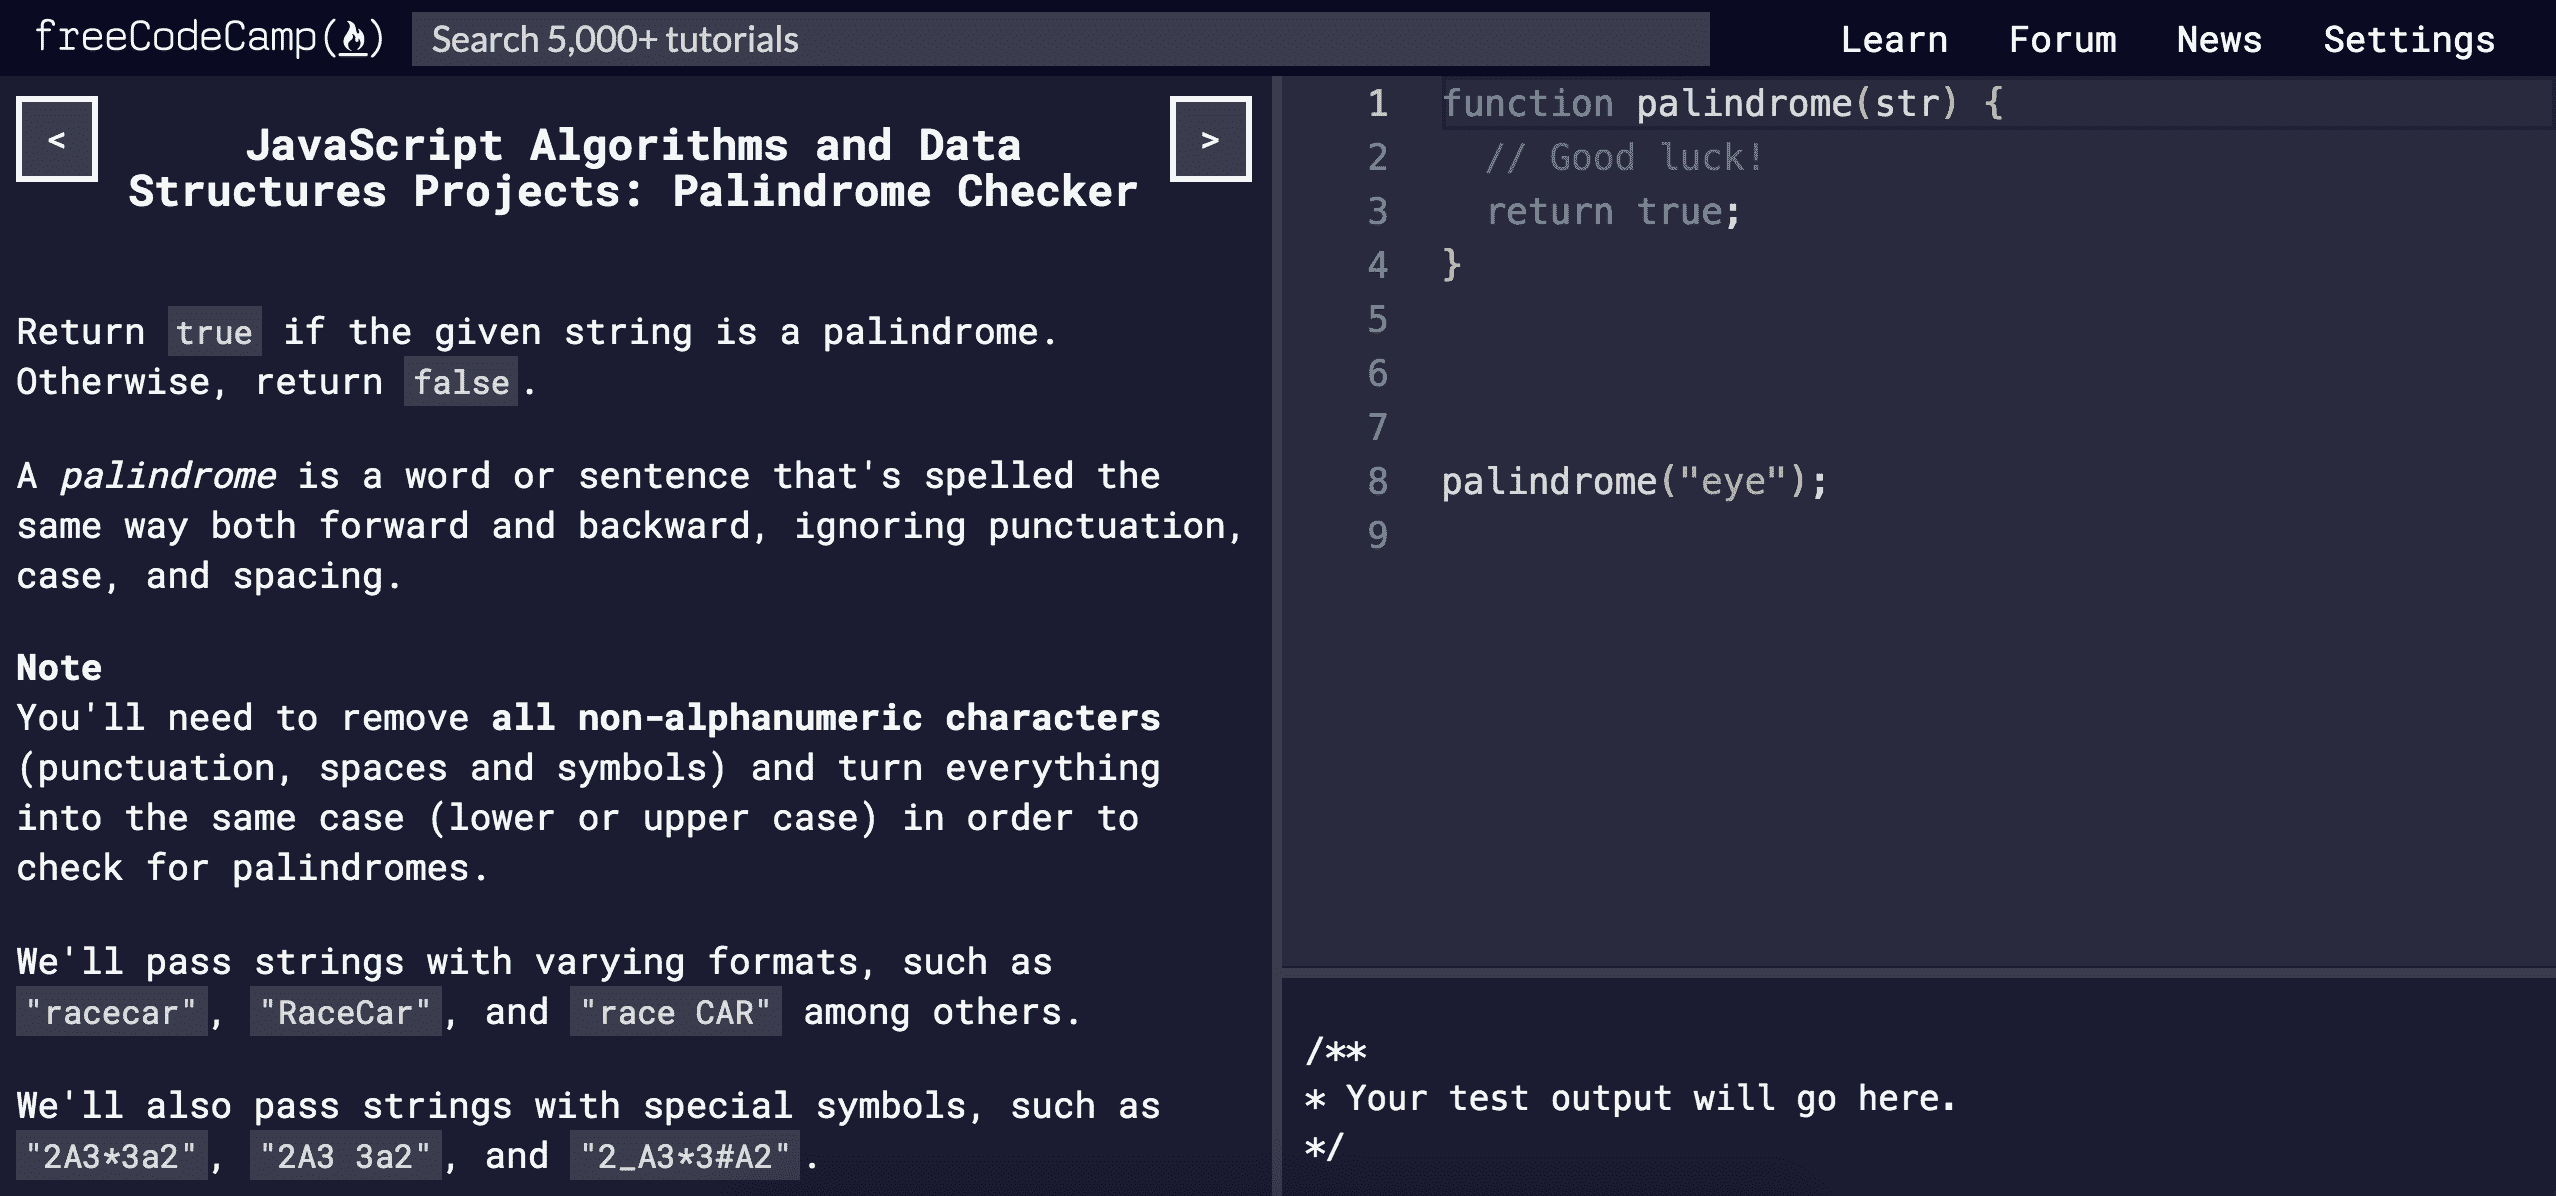 freeCodeCamp
Search 5,000+ tutorials
Learn Forum News Settings
<
JavaScript Algorithms and Data
Structures Projects: Palindrome Checker
>
Return true if the given string is a palindrome.
Otherwise, return false.
A palindrome is a word or sentence that's spelled the
same way both forward and backward, ignoring punctuation,
case, and spacing.
Note
You'll need to remove all non-alphanumeric characters
(punctuation, spaces and symbols) and turn everything
into the same case (lower or upper case) in order to
check for palindromes.
We'll pass strings with varying formats, such as
"racecar", "RaceCar", and "race CAR" among others.
We'll also pass strings with special symbols, such as
"2A3*3a2", "2A3 3a2", and "2_A3*3#A2".
1 function palindrome(str) {
2 // Good luck!
3 return true;
4 }
5
6
7
8 palindrome("eye");
9
/**
* Your test output will go here.
*/